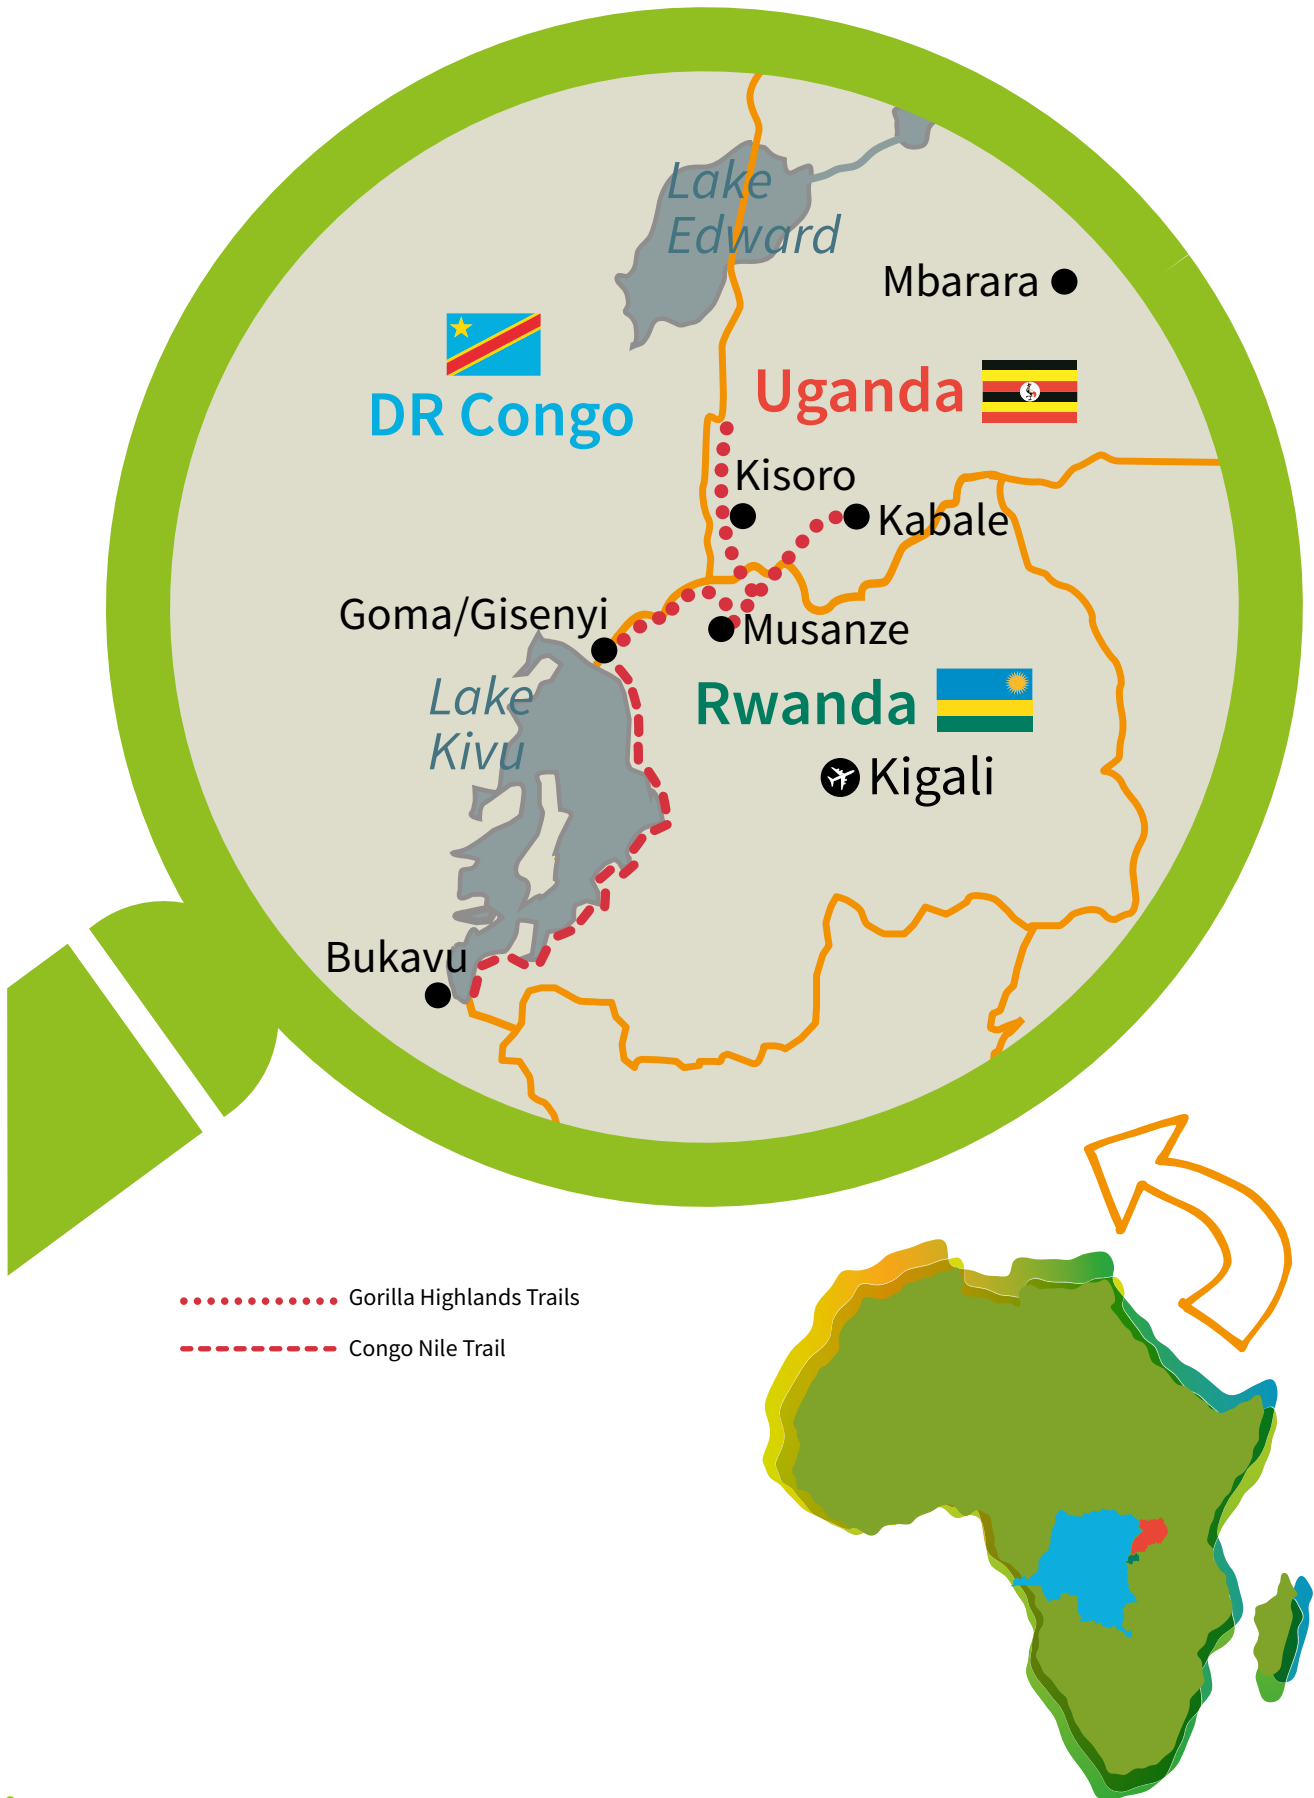 Lake
Edward
Mbarara
DR Congo
Uganda
Kisoro
Kabale
Goma/Gisenyi
Musanze
Lake
Kivu
Rwanda
Kigali
Bukavu
Gorilla Highlands Trails
Congo Nile Trail